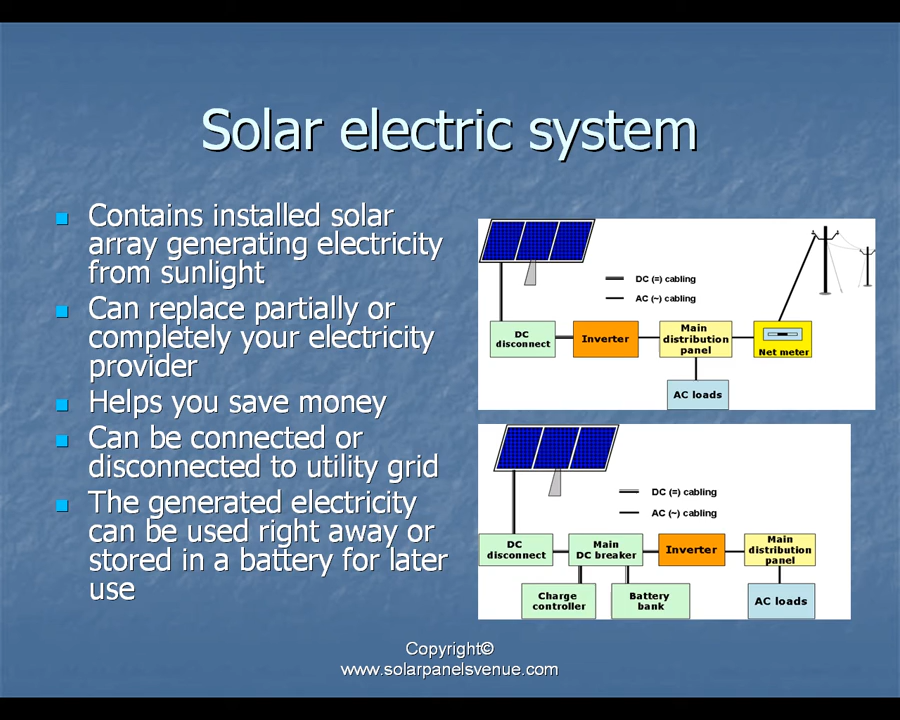 Solar electric system
Contains installed solar
array generating electricity
from sunlight
Can replace partially or
completely your electricity
provider
Helps you save money
Can be connected or
disconnected to utility grid
The generated electricity
can be used right away or
stored in a battery for later
use
DC (=) cabling
AC (~) cabling
DC
disconnect
Inverter
Main
distribution
panel
Net meter
AC loads
DC (=) cabling
AC (~) cabling
DC
disconnect
Main
DC breaker
Inverter
Main
distribution
panel
Charge
controller
Battery
bank
AC loads
Copyright©
www.solarpanelsvenue.com